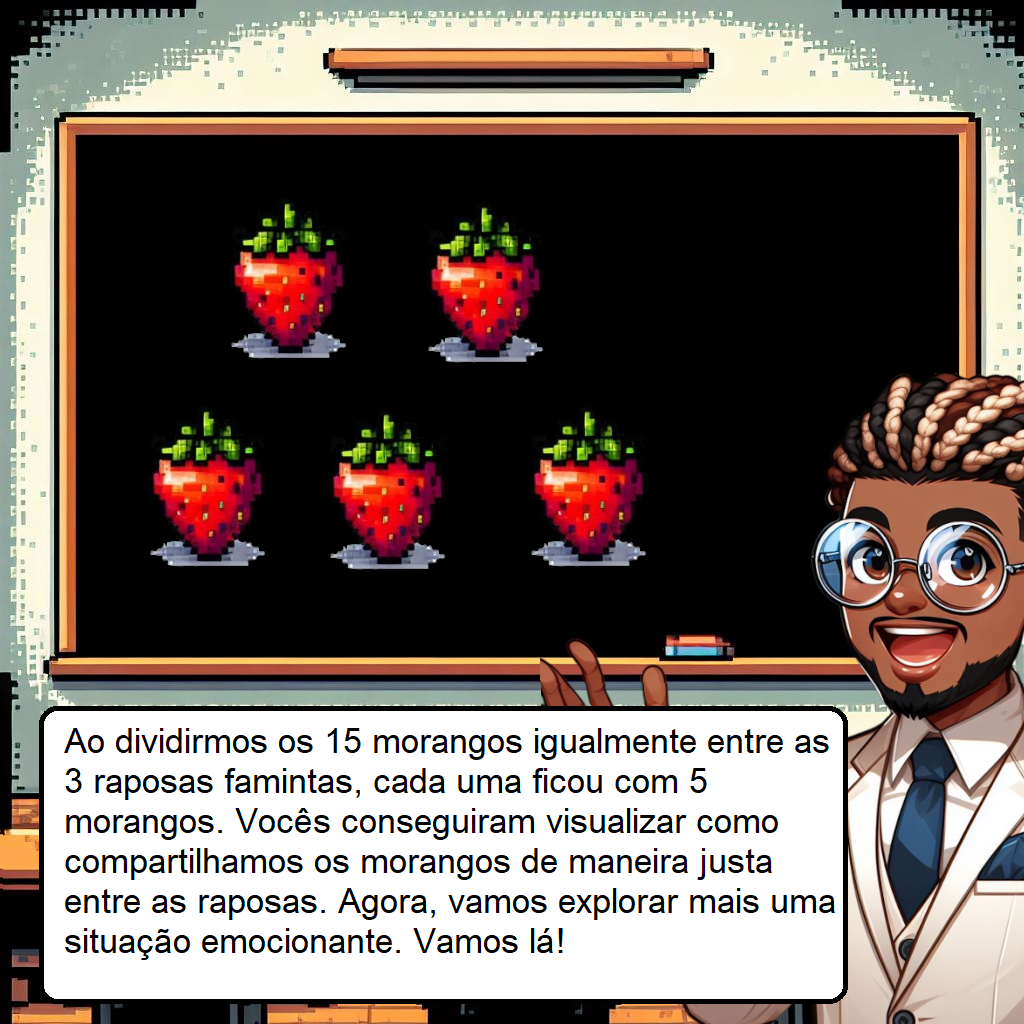 Ao dividirmos os 15 morangos igualmente entre as
3 raposas famintas, cada uma ficou com 5
morangos. Vocês conseguiram visualizar como
compartilhamos os morangos de maneira justa
entre as raposas. Agora, vamos explorar mais uma
situação emocionante. Vamos lá!